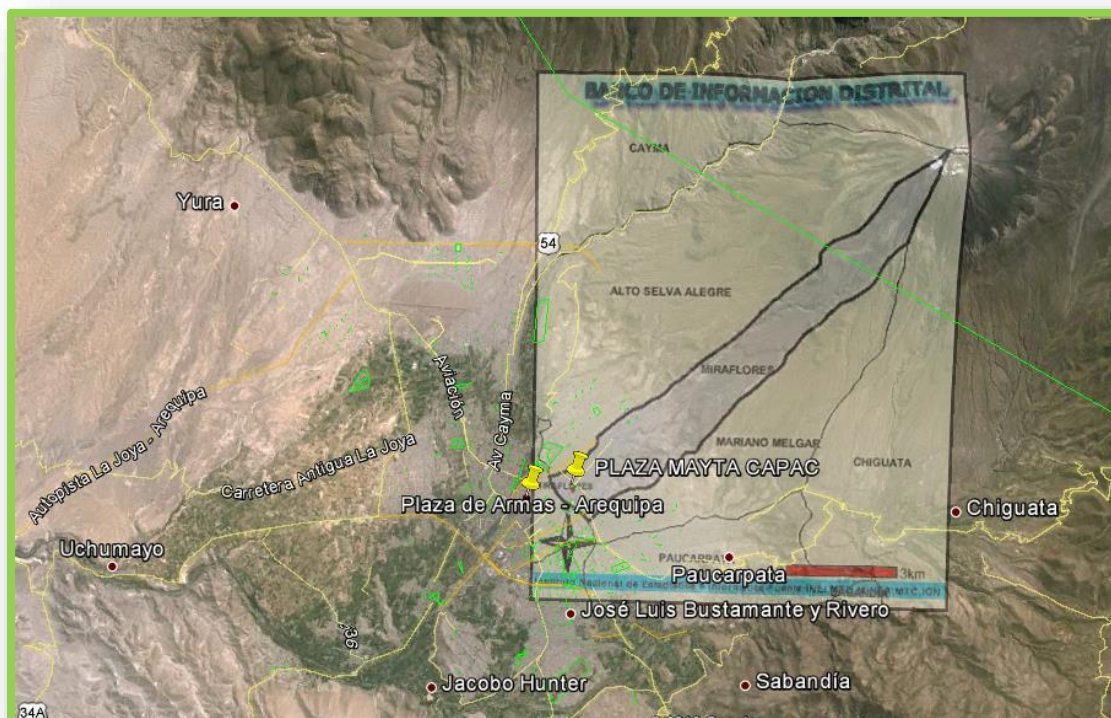 BANCO DE INFORMACION DISTRITAL
CAYMA
Yura
54
ALTO SELVA ALEGRE
MIRAFLORES
Aviación
Av Cayma
Autopista La Joya - Arequipa
Carretera Antigua La Joya
MARIANO MELGAR
CHIGUATA
PLAZA MAYTA CAPAC
Plaza de Armas - Arequipa
Chiguata
Uchumayo
PAUCARPATA
Paucarpata
3km
José Luis Bustamante y Rivero
Jacobo Hunter
Sabandía
34A